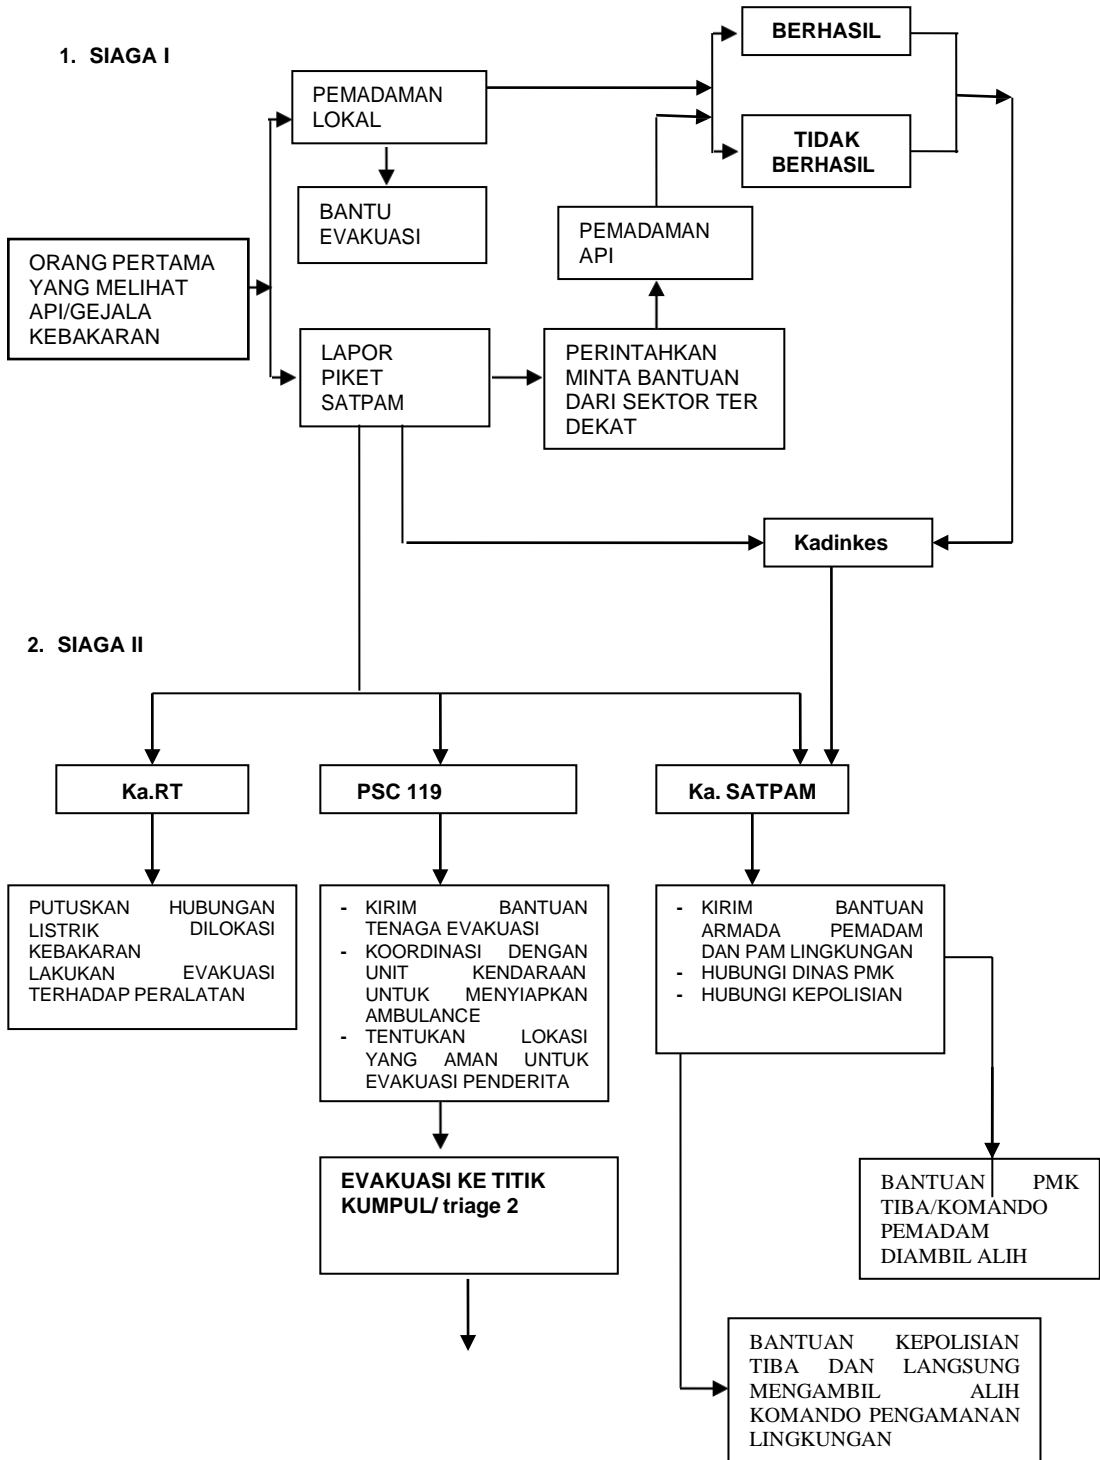 1. SIAGA I
BERHASIL
PEMADAMAN
LOKAL
TIDAK
BERHASIL
BANTU
EVAKUASI
PEMADAMAN
API
ORANG PERTAMA
YANG MELIHAT
API/GEJALA
KEBAKARAN
LAPOR
PIKET
SATPAM
PERINTAHKAN
MINTA BANTUAN
DARI SEKTOR TER
DEKAT
Kadinkes
2. SIAGA II
Ka.RT
PSC 119
Ka. SATPAM
PUTUSKAN HUBUNGAN
LISTRIK DILOKASI
KEBAKARAN
LAKUKAN EVAKUASI
TERHADAP PERALATAN
- KIRIM BANTUAN
TENAGA EVAKUASI
- KOORDINASI DENGAN
UNIT KENDARAAN
UNTUK MENYIAPKAN
AMBULANCE
- TENTUKAN LOKASI
YANG AMAN UNTUK
EVAKUASI PENDERITA
- KIRIM BANTUAN
ARMADA PEMADAM
DAN PAM LINGKUNGAN
- HUBUNGI DINAS PMK
- HUBUNGI KEPOLISIAN
EVAKUASI KE TITIK
KUMPUL/ triage 2
BANTUAN PMK
TIBA/KOMANDO
PEMADAM
DIAMBIL ALIH
BANTUAN KEPOLISIAN
TIBA DAN LANGSUNG
MENGAMBIL ALIH
KOMANDO PENGAMANAN
LINGKUNGAN